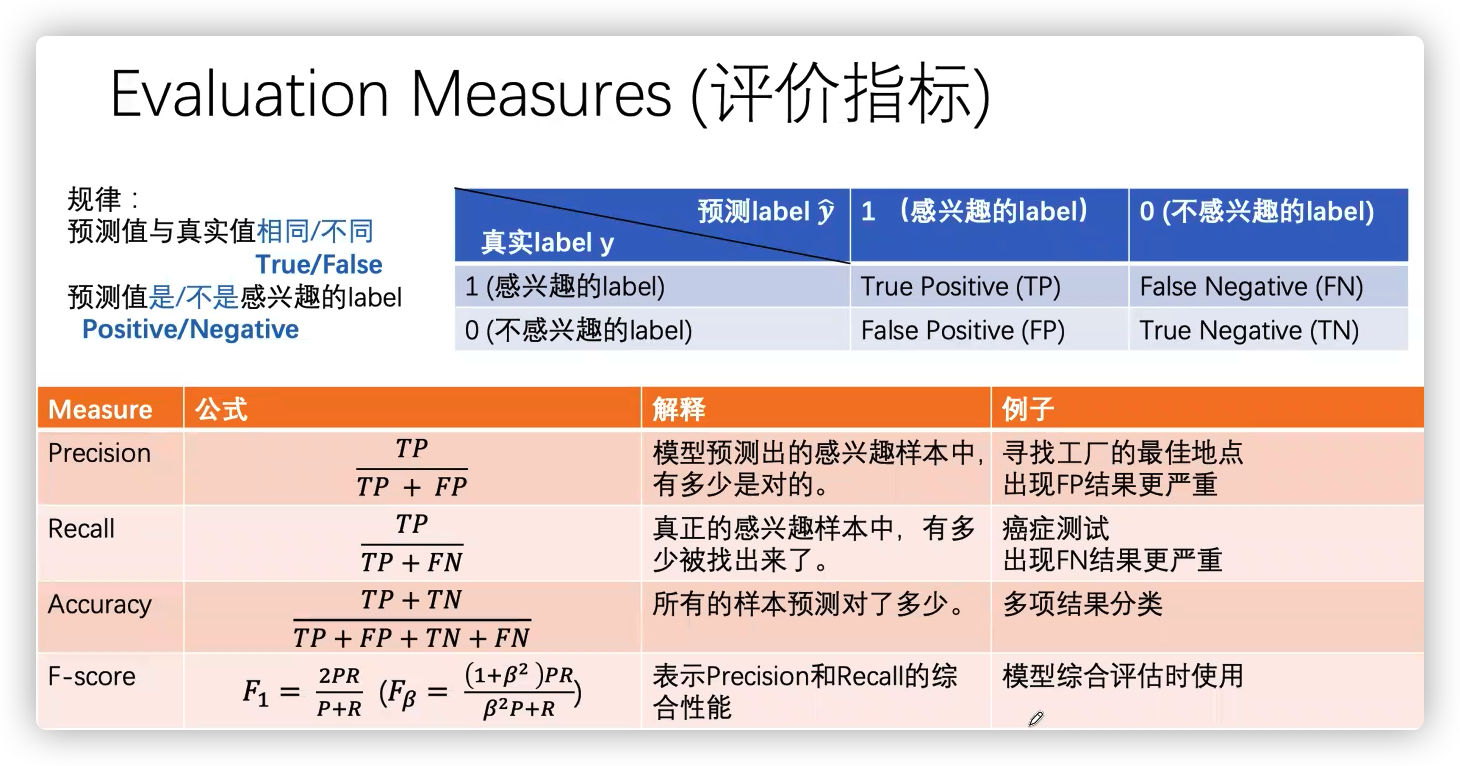 Evaluation Measures (评价指标)
规律：
预测值与真实值相同/不同
True/False
预测值是/不是感兴趣的label
Positive/Negative
预测label ŷ
真实label y
1 （感兴趣的label）
0 (不感兴趣的label)
1 (感兴趣的label)
True Positive (TP)
False Negative (FN)
0 (不感兴趣的label)
False Positive (FP)
True Negative (TN)
Measure
公式
解释
例子
Precision
TP
TP + FP
模型预测出的感兴趣样本中,
有多少是对的。
寻找工厂的最佳地点
出现FP结果更严重
Recall
TP
TP + FN
真正的感兴趣样本中，有多
少被找出来了。
癌症测试
出现FN结果更严重
Accuracy
TP + TN
TP + FP + TN + FN
所有的样本预测对了多少。
多项结果分类
F-score
F₁ = 2PR / P+R (Fᵦ = (1+β²)PR / β²P+R)
表示Precision和Recall的综
合性能
模型综合评估时使用